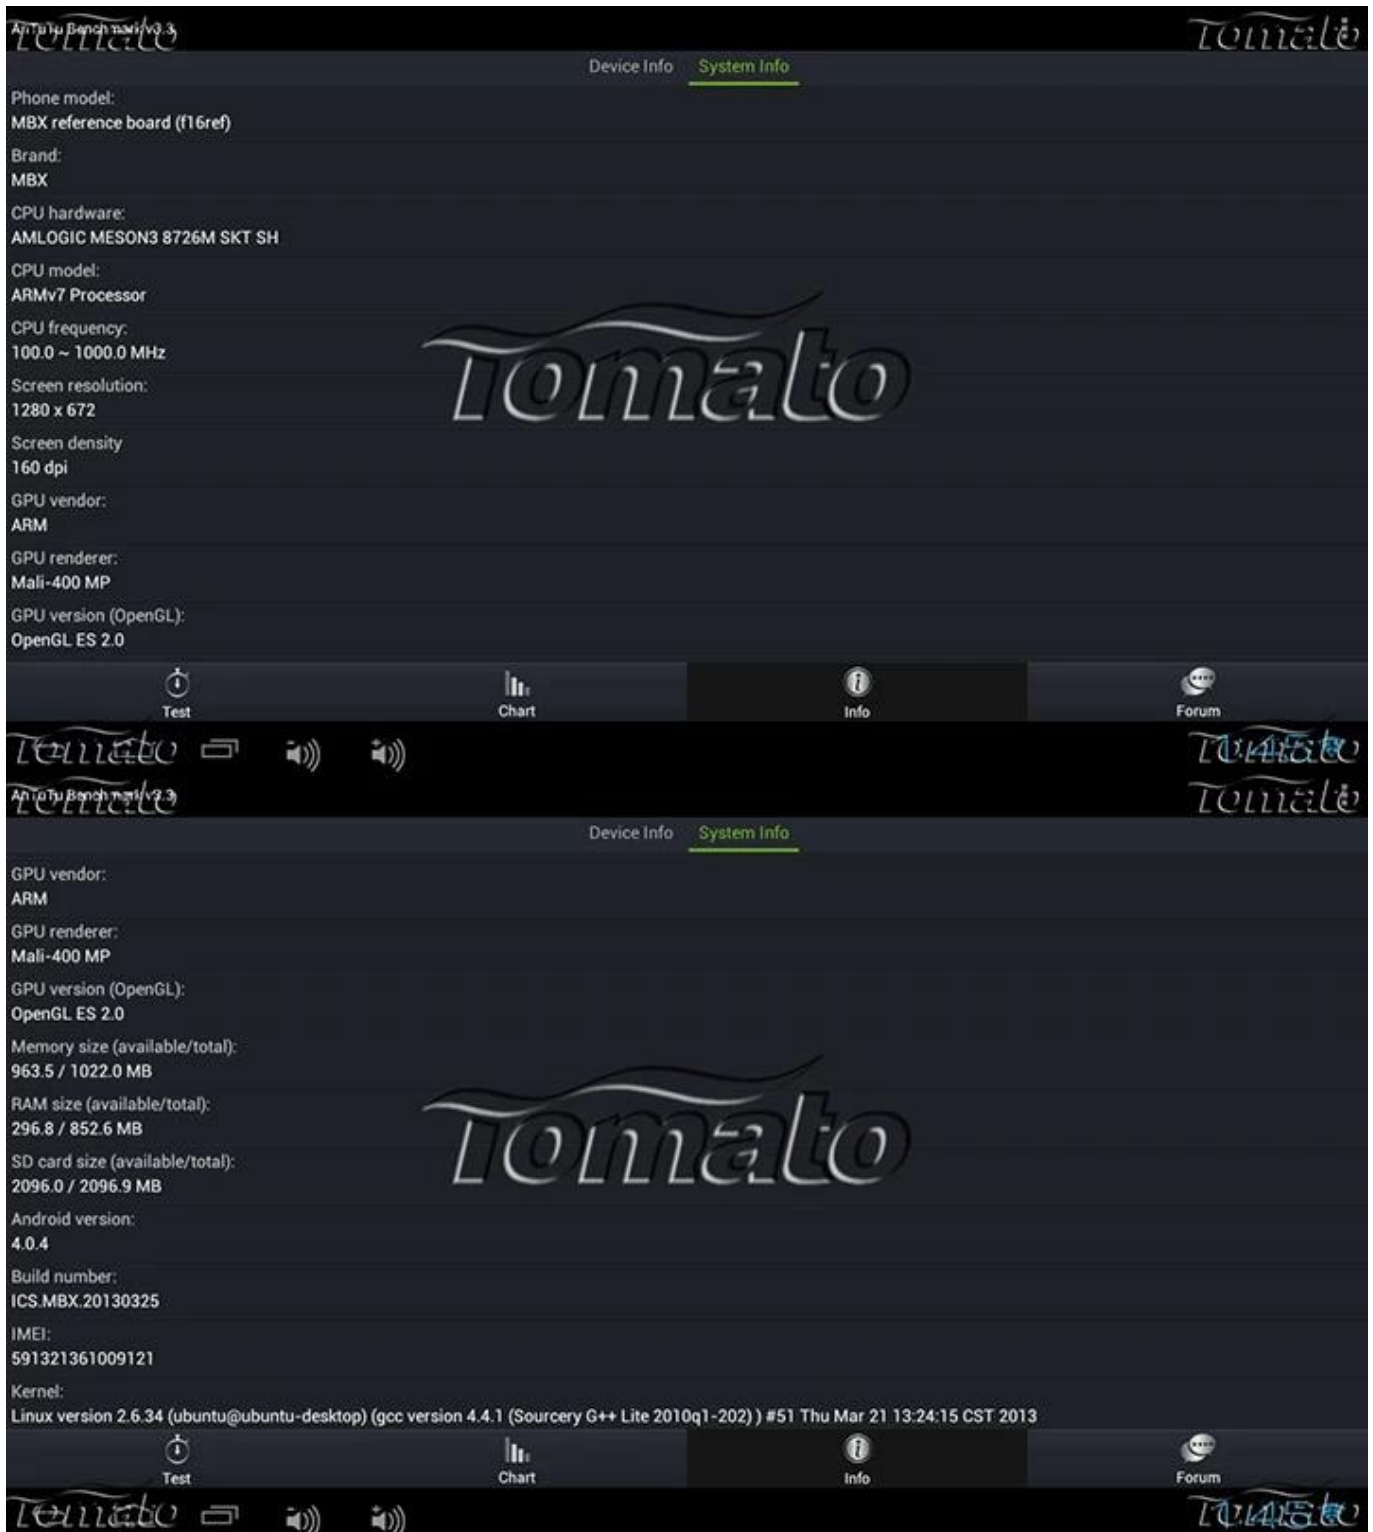 AnTuTu Benchmark v3.3
Tomato
Tomato
Device Info System Info
Phone model:
MBX reference board (f16ref)
Brand:
MBX
CPU hardware:
AMLOGIC MESON3 8726M SKT SH
CPU model:
ARMv7 Processor
CPU frequency:
100.0 ~ 1000.0 MHz
Screen resolution:
1280 x 672
Screen density
160 dpi
GPU vendor:
ARM
GPU renderer:
Mali-400 MP
GPU version (OpenGL):
OpenGL ES 2.0
Tomato
Test Chart Info Forum
Tomato
Tomato
AnTuTu Benchmark v3.3
Tomato
Tomato
Device Info System Info
GPU vendor:
ARM
GPU renderer:
Mali-400 MP
GPU version (OpenGL):
OpenGL ES 2.0
Memory size (available/total):
963.5 / 1022.0 MB
RAM size (available/total):
296.8 / 852.6 MB
SD card size (available/total):
2096.0 / 2096.9 MB
Android version:
4.0.4
Build number:
ICS.MBX.20130325
IMEI:
591321361009121
Kernel:
Linux version 2.6.34 (ubuntu@ubuntu-desktop) (gcc version 4.4.1 (Sourcery G++ Lite 2010q1-202) ) #51 Thu Mar 21 13:24:15 CST 2013
Tomato
Test Chart Info Forum
Tomato
Tomato